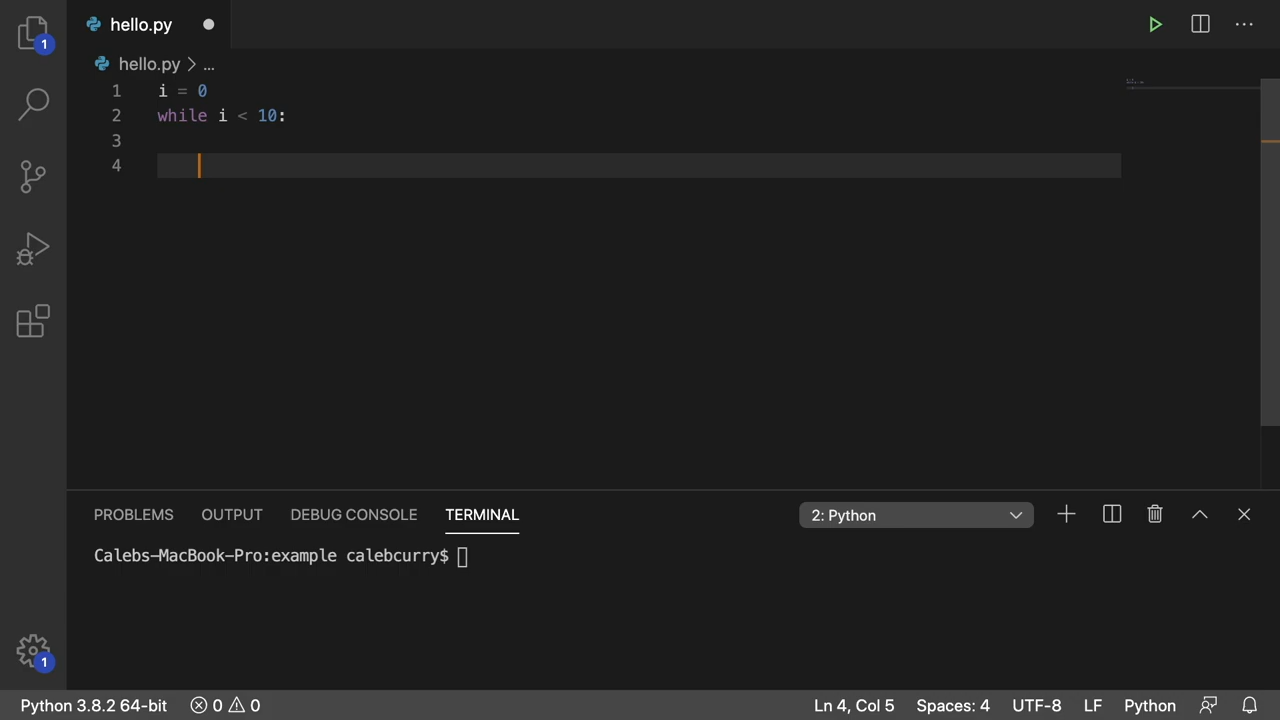 hello.py
hello.py > ...
1 i = 0
2 while i < 10:
3
4
PROBLEMS OUTPUT DEBUG CONSOLE TERMINAL 2: Python
Calebs-MacBook-Pro:example calebcurry$
1
1
Python 3.8.2 64-bit 0 0 Ln 4, Col 5 Spaces: 4 UTF-8 LF Python